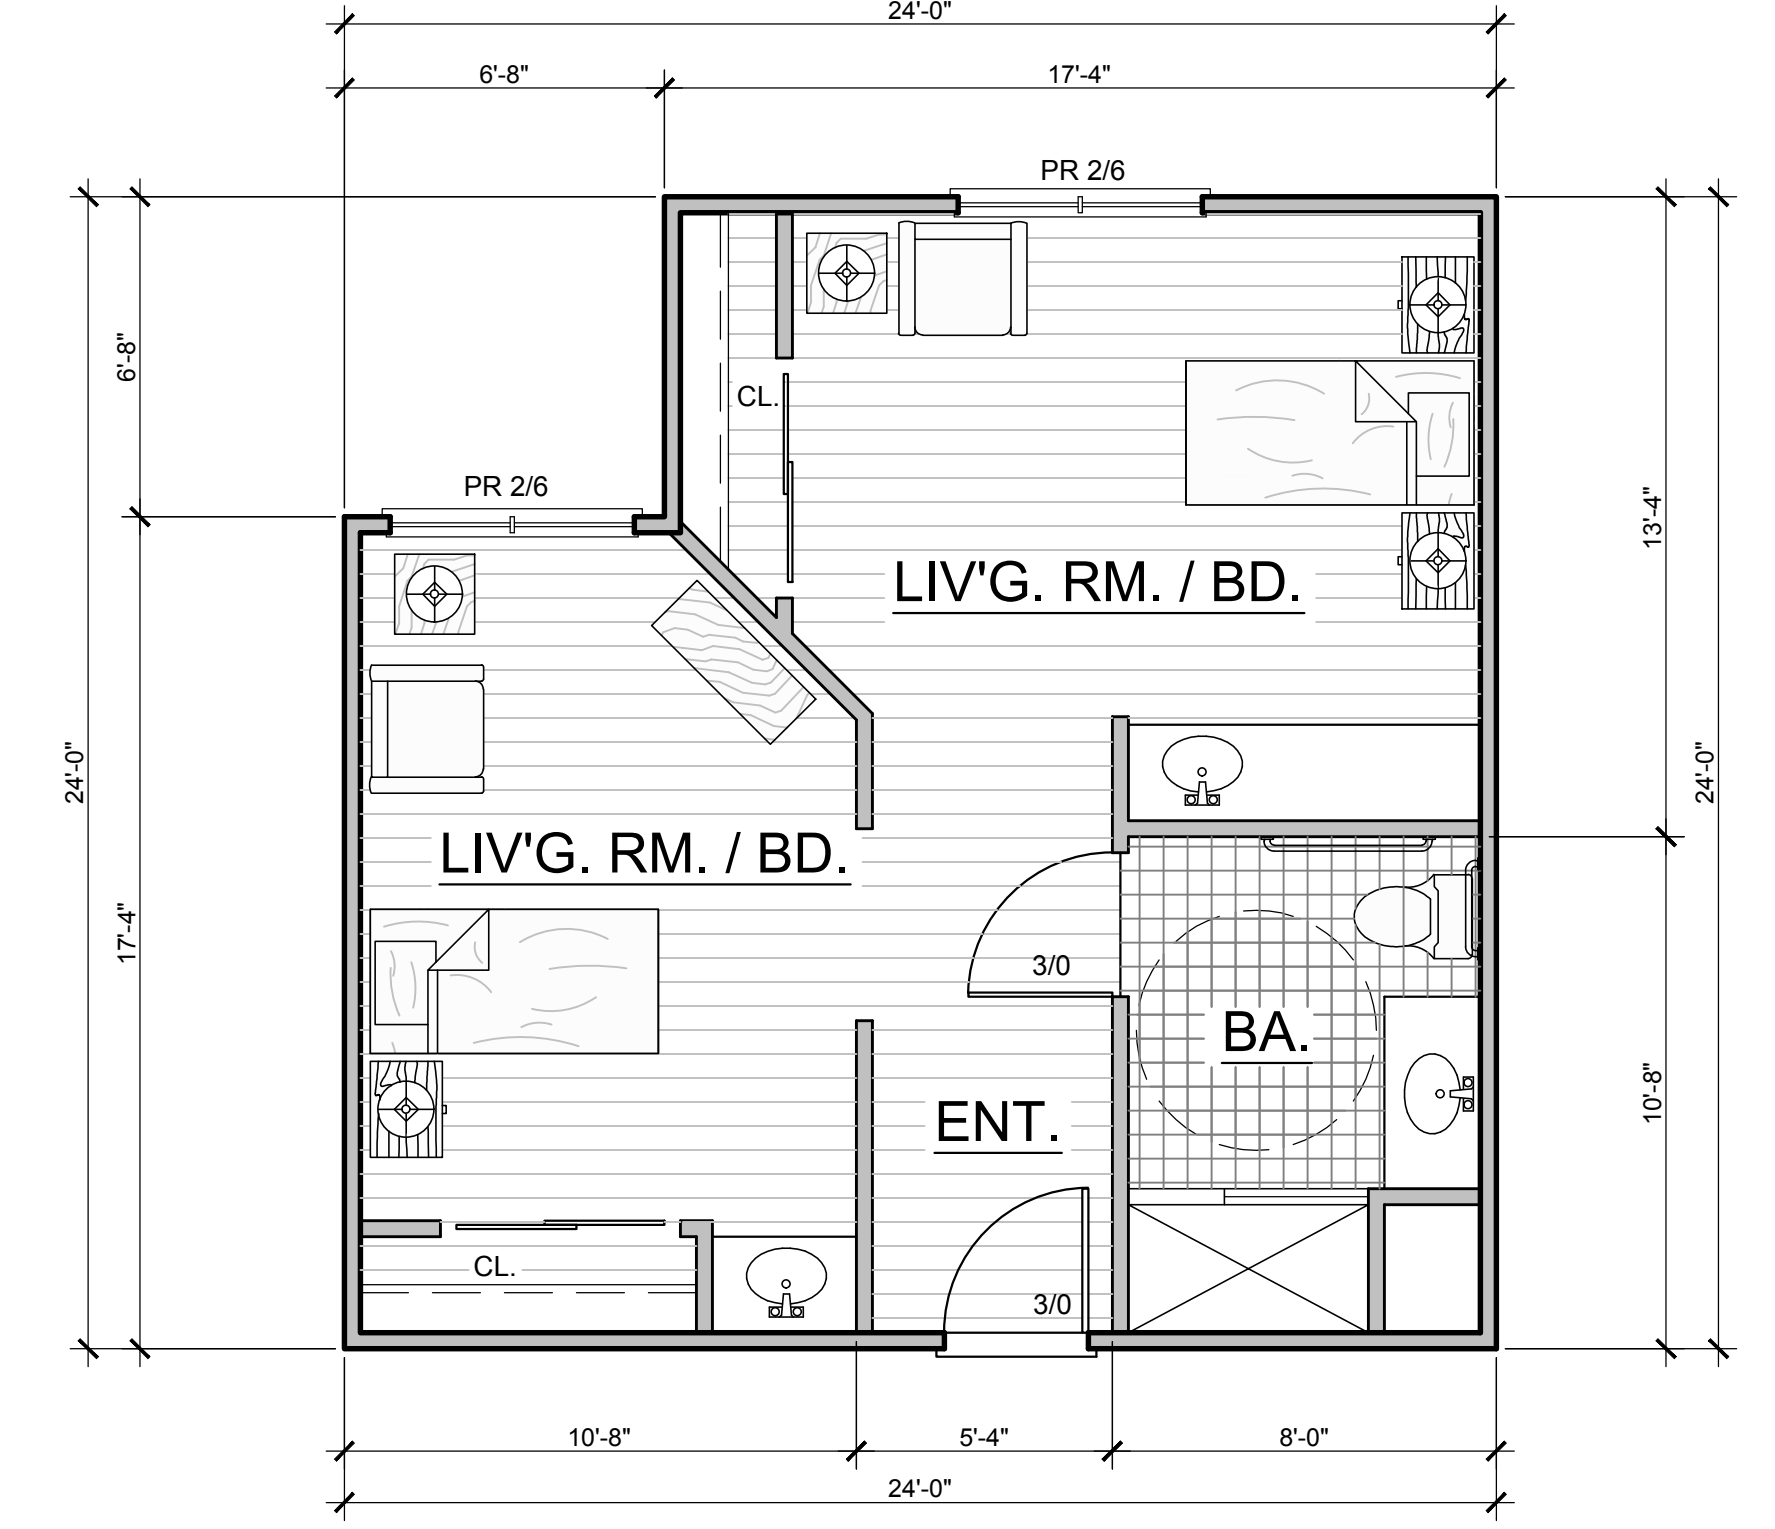 24'-0"
6'-8"
17'-4"
PR 2/6
6'-8"
CL.
PR 2/6
13'-4"
LIV'G. RM. / BD.
24'-0"
24'-0"
LIV'G. RM. / BD.
17'-4"
3/0
BA.
10'-8"
ENT.
CL.
3/0
10'-8"
5'-4"
8'-0"
24'-0"